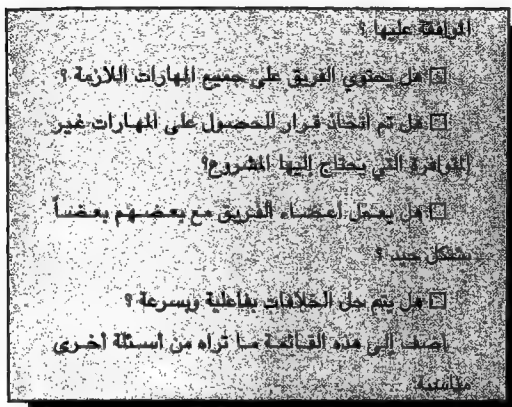 الموافقة عليها ؟
□ هل يحتوي الفريق على جميع المهارات اللازمة ؟
□ هل تم اتخاذ قرار للحصول على المهارات غير
المتوافرة التي يحتاج إليها المشروع؟
□ هل يعمل أعضاء الفريق مع بعضهم بعضاً
بشكل جيد ؟
□ هل يتم حل الخلافات بفاعلية وبسرعة ؟
أضف إلى هذه القائمة ما تراه من أسئلة أخرى
مناسبة .